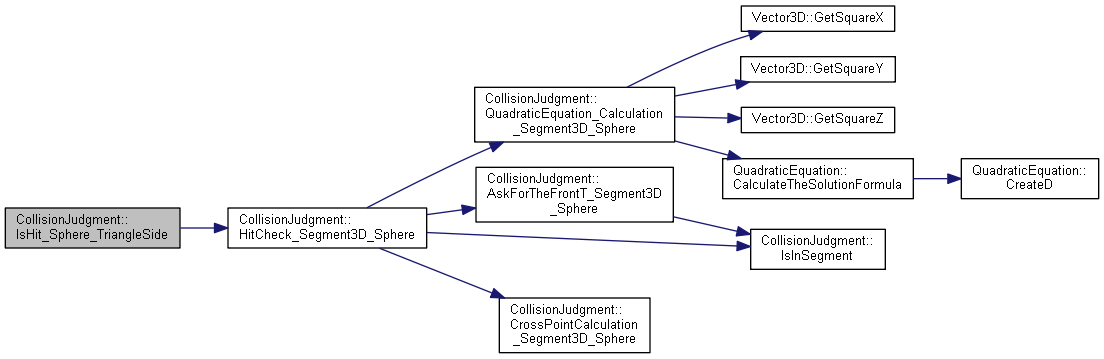 CollisionJudgment::
IsHit_Sphere_TriangleSide
CollisionJudgment::
HitCheck_Segment3D_Sphere
CollisionJudgment::
QuadraticEquation_Calculation
_Segment3D_Sphere
CollisionJudgment::
AskForTheFrontT_Segment3D
_Sphere
CollisionJudgment::
CrossPointCalculation
_Segment3D_Sphere
Vector3D::GetSquareX
Vector3D::GetSquareY
Vector3D::GetSquareZ
QuadraticEquation::
CalculateTheSolutionFormula
CollisionJudgment::
IsInSegment
QuadraticEquation::
CreateD